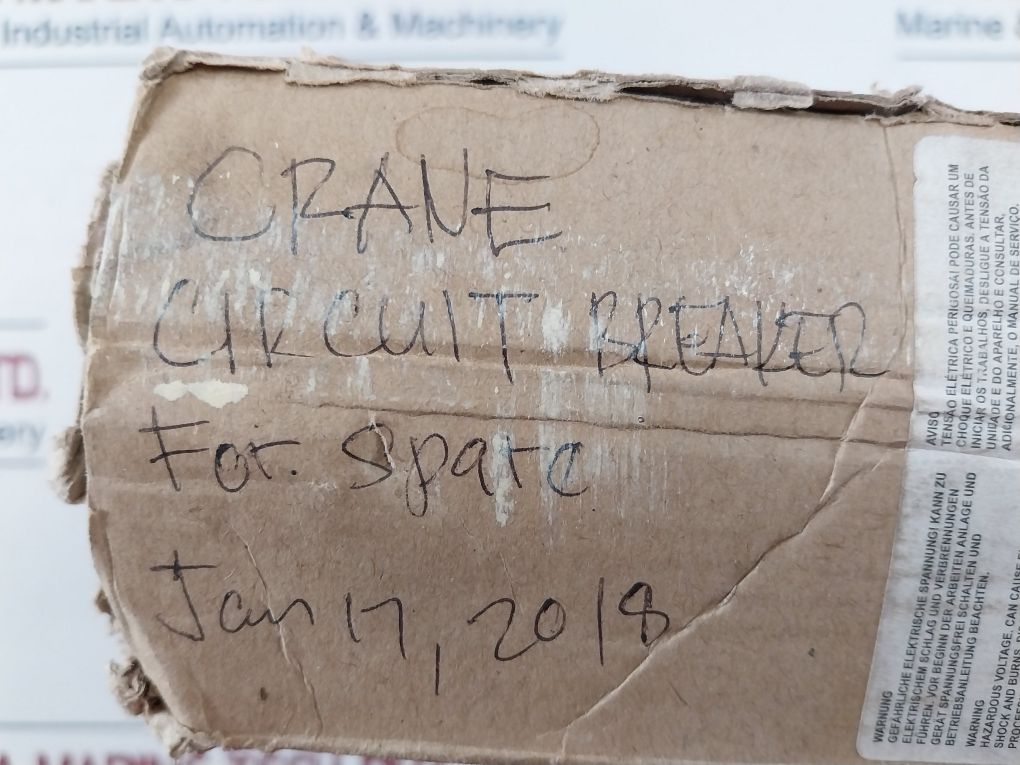 Industrial Automation & Machinery
Marine &
TD.
ery
CRANE
CIRCUIT BREAKER
For. Spare
Jan 17, 2018
AVISO
TENSÃO ELÉTRICA PERIGOSA! PODE CAUSAR UM
CHOQUE ELÉTRICO E QUEIMADURAS. ANTES DE
INICIAR OS TRABALHOS, DESLIGUE A TENSÃO DA
UNIDADE E DO APARELHO E CONSULTAR,
ADICIONALMENTE, O MANUAL DE SERVIÇO.
WARNUNG
GEFÄHRLICHE ELEKTRISCHE SPANNUNG! KANN ZU
ELEKTRISCHEM SCHLAG UND VERBRENNUNGEN
FÜHREN. VOR BEGINN DER ARBEITEN ANLAGE UND
GERÄT SPANNUNGSFREI SCHALTEN UND
BETRIEBSANLEITUNG BEACHTEN.
WARNING
HAZARDOUS VOLTAGE. CAN CAUSE
SHOCK AND BURNS.